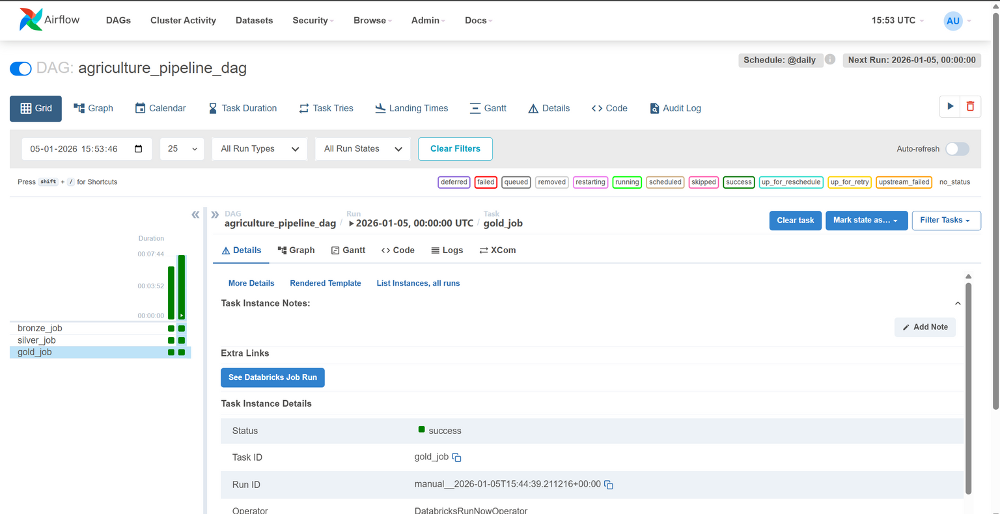 Airflow DAGs Cluster Activity Datasets Security Browse Admin Docs 15:53 UTC AU
DAG: agriculture_pipeline_dag Schedule: @daily i Next Run: 2026-01-05, 00:00:00
Grid Graph Calendar Task Duration Task Tries Landing Times Gantt Details Code Audit Log
05-01-2026 15:53:46 25 All Run Types All Run States Clear Filters Auto-refresh
Press shift + / for Shortcuts deferred failed queued removed restarting running scheduled skipped success up_for_reschedule up_for_retry upstream_failed no_status
DAG Run Task
agriculture_pipeline_dag / 2026-01-05, 00:00:00 UTC / gold_job Clear task Mark state as... Filter Tasks
Duration
00:07:44
00:03:52
00:00:00
bronze_job
silver_job
gold_job
Details Graph Gantt Code Logs XCom
More Details Rendered Template List Instances, all runs
Task Instance Notes:
Add Note
Extra Links
See Databricks Job Run
Task Instance Details
Status success
Task ID gold_job
Run ID manual__2026-01-05T15:44:39.211216+00:00
Operator DatabricksRunNowOperator